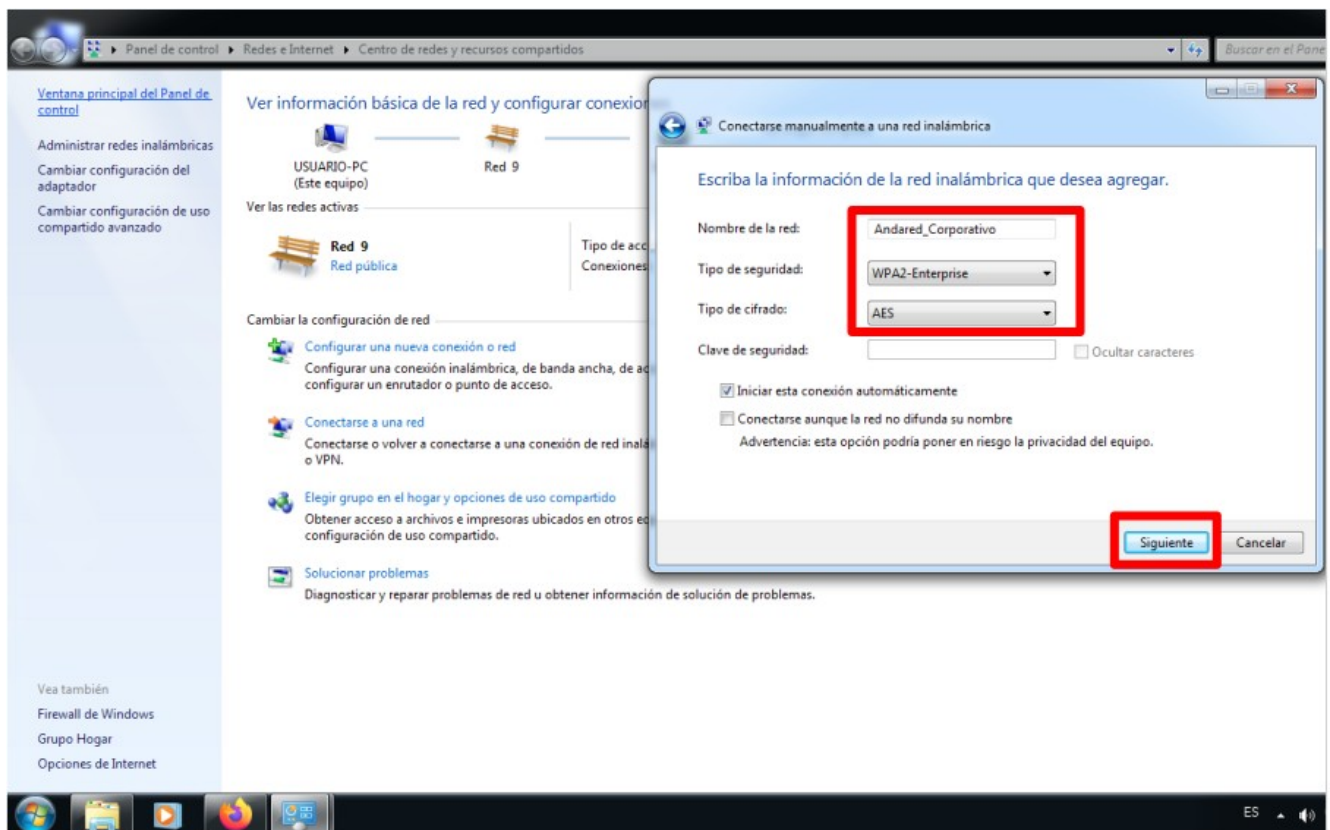 Panel de control ▸ Redes e Internet ▸ Centro de redes y recursos compartidos
Buscar en el Pane
Ventana principal del Panel de
control
Administrar redes inalámbricas
Cambiar configuración del
adaptador
Cambiar configuración de uso
compartido avanzado
Vea también
Firewall de Windows
Grupo Hogar
Opciones de Internet
Ver información básica de la red y configurar conexion
USUARIO-PC
(Este equipo)
Red 9
Ver las redes activas
Red 9
Red pública
Tipo de acc
Conexiones
Cambiar la configuración de red
Configurar una nueva conexión o red
Configurar una conexión inalámbrica, de banda ancha, de ac
configurar un enrutador o punto de acceso.
Conectarse a una red
Conectarse o volver a conectarse a una conexión de red inalá
o VPN.
Elegir grupo en el hogar y opciones de uso compartido
Obtener acceso a archivos e impresoras ubicados en otros eq
configuración de uso compartido.
Solucionar problemas
Diagnosticar y reparar problemas de red u obtener información de solución de problemas.
Conectarse manualmente a una red inalámbrica
Escriba la información de la red inalámbrica que desea agregar.
Nombre de la red: Andared_Corporativo
Tipo de seguridad: WPA2-Enterprise
Tipo de cifrado: AES
Clave de seguridad: Ocultar caracteres
Iniciar esta conexión automáticamente
Conectarse aunque la red no difunda su nombre
Advertencia: esta opción podría poner en riesgo la privacidad del equipo.
Siguiente Cancelar
ES